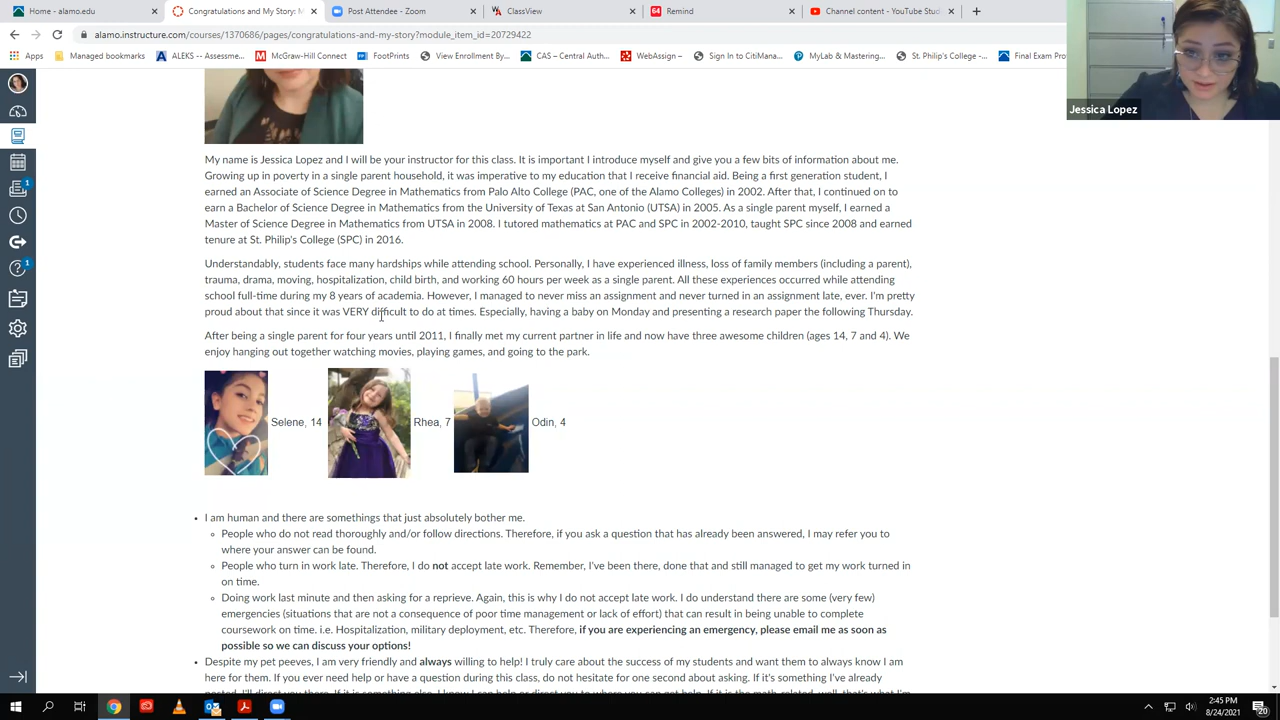 Home - alamo.edu
Congratulations and My Story: M
Post Attendee - Zoom
ClassView
Remind
Channel content - YouTube Stud
alamo.instructure.com/courses/1370686/pages/congratulations-and-my-story?module_item_id=20729422
Apps
Managed bookmarks
ALEKS -- Assessme...
McGraw-Hill Connect
FootPrints
View Enrollment By...
CAS – Central Auth...
WebAssign –
Sign In to CitiMana...
MyLab & Mastering...
St. Philip's College -...
Final Exam Pro
Jessica Lopez
My name is Jessica Lopez and I will be your instructor for this class. It is important I introduce myself and give you a few bits of information about me.
Growing up in poverty in a single parent household, it was imperative to my education that I receive financial aid. Being a first generation student, I
earned an Associate of Science Degree in Mathematics from Palo Alto College (PAC, one of the Alamo Colleges) in 2002. After that, I continued on to
earn a Bachelor of Science Degree in Mathematics from the University of Texas at San Antonio (UTSA) in 2005. As a single parent myself, I earned a
Master of Science Degree in Mathematics from UTSA in 2008. I tutored mathematics at PAC and SPC in 2002-2010, taught SPC since 2008 and earned
tenure at St. Philip's College (SPC) in 2016.
Understandably, students face many hardships while attending school. Personally, I have experienced illness, loss of family members (including a parent),
trauma, drama, moving, hospitalization, child birth, and working 60 hours per week as a single parent. All these experiences occurred while attending
school full-time during my 8 years of academia. However, I managed to never miss an assignment and never turned in an assignment late, ever. I'm pretty
proud about that since it was VERY difficult to do at times. Especially, having a baby on Monday and presenting a research paper the following Thursday.
After being a single parent for four years until 2011, I finally met my current partner in life and now have three awesome children (ages 14, 7 and 4). We
enjoy hanging out together watching movies, playing games, and going to the park.
Selene, 14
Rhea, 7
Odin, 4
I am human and there are somethings that just absolutely bother me.
People who do not read thoroughly and/or follow directions. Therefore, if you ask a question that has already been answered, I may refer you to
where your answer can be found.
People who turn in work late. Therefore, I do not accept late work. Remember, I've been there, done that and still managed to get my work turned in
on time.
Doing work last minute and then asking for a reprieve. Again, this is why I do not accept late work. I do understand there are some (very few)
emergencies (situations that are not a consequence of poor time management or lack of effort) that can result in being unable to complete
coursework on time. i.e. Hospitalization, military deployment, etc. Therefore, if you are experiencing an emergency, please email me as soon as
possible so we can discuss your options!
Despite my pet peeves, I am very friendly and always willing to help! I truly care about the success of my students and want them to always know I am
here for them. If you ever need help or have a question during this class, do not hesitate for one second about asking. If it's something I've already
2:45 PM
8/24/2021